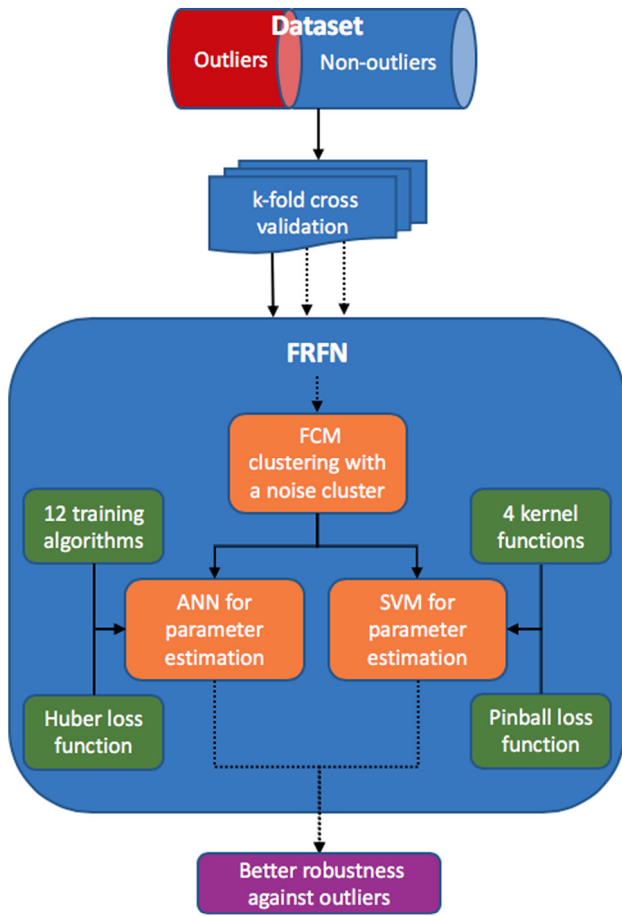 Dataset
Outliers
Non-outliers
k-fold cross
validation
FRFN
FCM
clustering with
a noise cluster
12 training
algorithms
4 kernel
functions
ANN for
parameter
estimation
SVM for
parameter
estimation
Huber loss
function
Pinball loss
function
Better robustness
against outliers